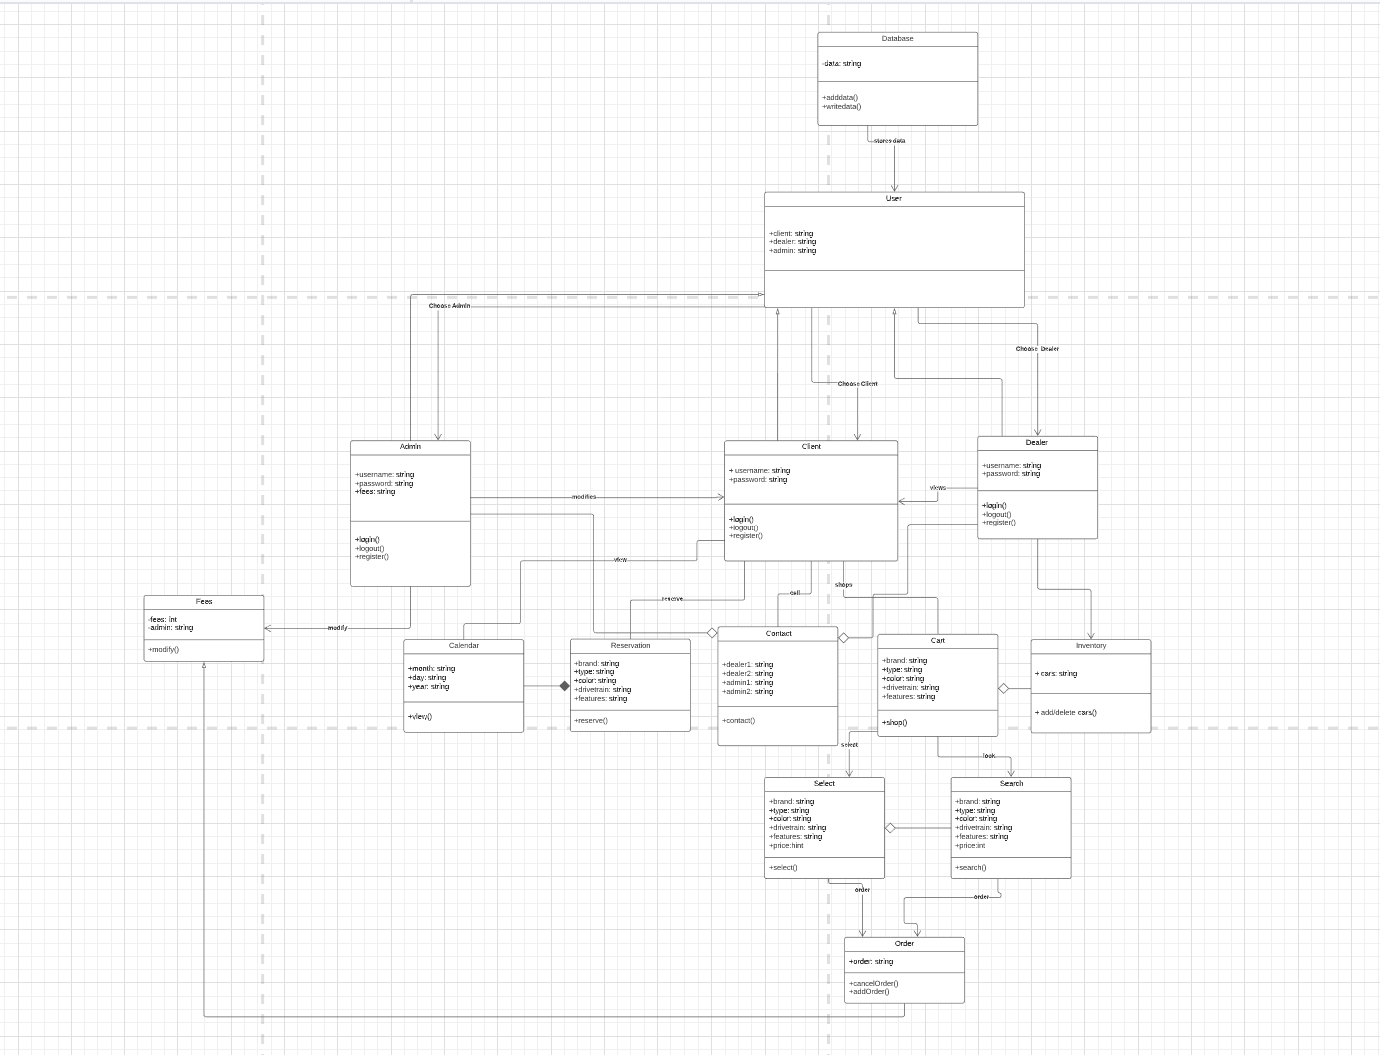 Database
-data: string
+adddata()
+writedata()
stores data
User
+client: string
+dealer: string
+admin: string
Choose Admin
Choose Dealer
Choose Client
Admin
+username: string
+password: string
+fees: string
+login()
+logout()
+register()
Client
+ username: string
+password: string
+login()
+logout()
+register()
Dealer
+username: string
+password: string
+login()
+logout()
+register()
modifies
views
view
reserve
call
shops
modify
Fees
-fees: int
-admin: string
+modify()
Calendar
+month: string
+day: string
+year: string
+view()
Reservation
+brand: string
+type: string
+color: string
+drivetrain: string
+features: string
+reserve()
Contact
+dealer1: string
+dealer2: string
+admin1: string
+admin2: string
+contact()
Cart
+brand: string
+type: string
+color: string
+drivetrain: string
+features: string
+shop()
Inventory
+ cars: string
+ add/delete cars()
select
look
Select
+brand: string
+type: string
+color: string
+drivetrain: string
+features: string
+price:hint
+select()
Search
+brand: string
+type: string
+color: string
+drivetrain: string
+features: string
+price:int
+search()
order
order
Order
+order: string
+cancelOrder()
+addOrder()